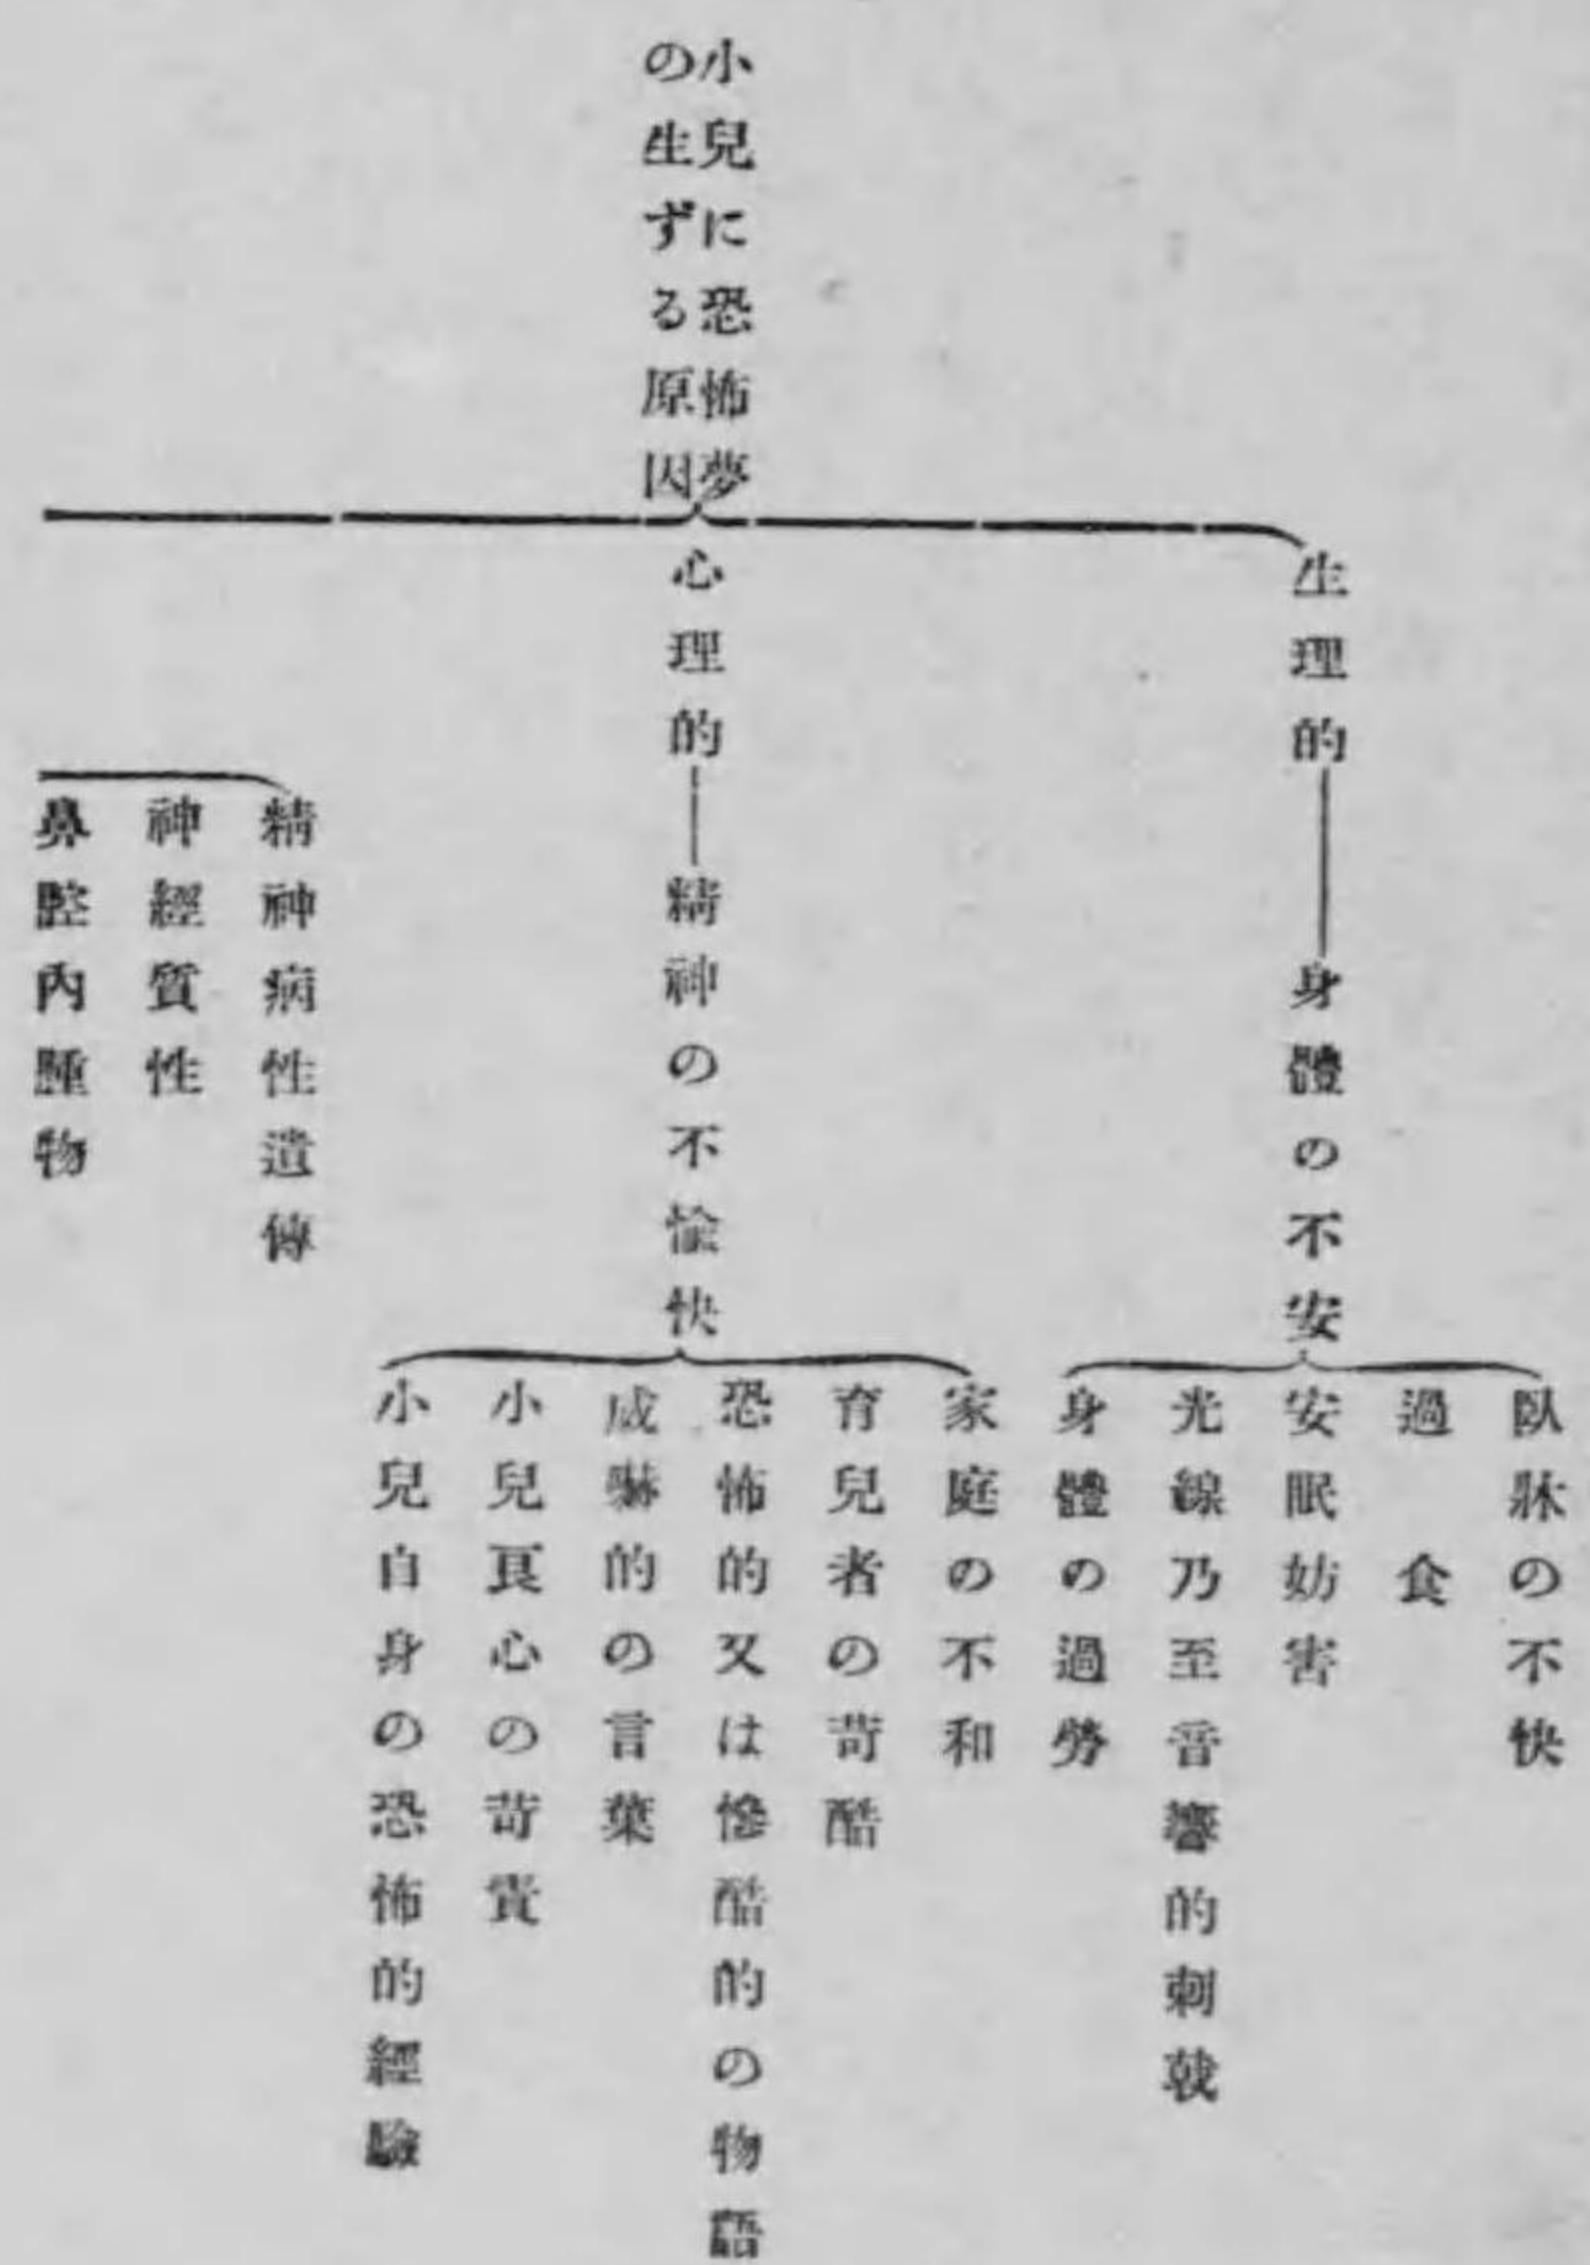 小兒に恐怖夢
の生ずる原因
生理的
身體の不安
臥牀の不快
過食
安眠妨害
光線乃至音響的刺戟
身體の過勞
心理的
精神の不愉快
家庭の不和
育兒者の苛酷
恐怖的又は慘酷的の物語
威嚇的の言葉
小兒良心の苛責
小兒自身の恐怖的經驗
精神病性遺傳
神經質性
鼻腔內腫物